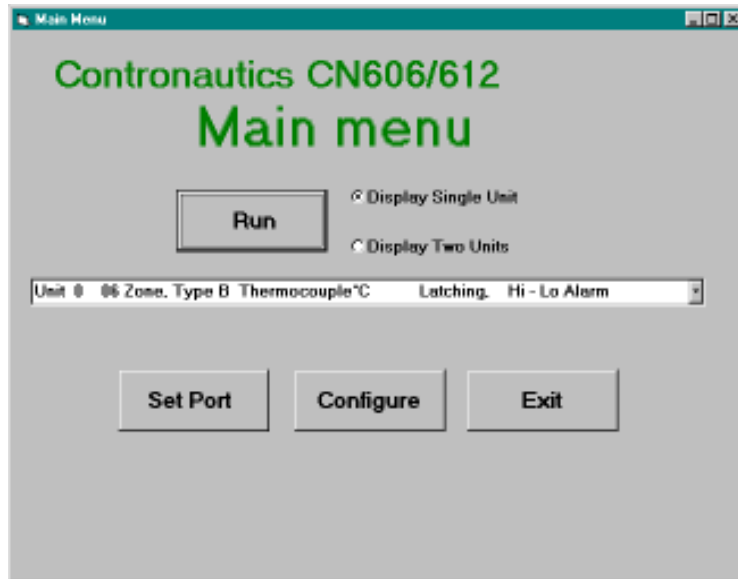 Main Menu
Contronautics CN606/612
Main menu
Run
Display Single Unit
Display Two Units
Unit 0 06 Zone, Type B Thermocouple°C Latching, Hi - Lo Alarm
Set Port
Configure
Exit